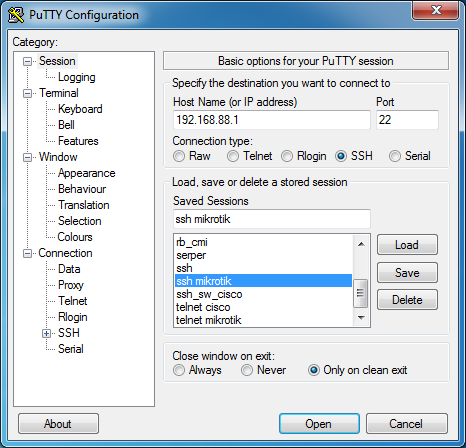 PuTTY Configuration
Category:
Session
Logging
Terminal
Keyboard
Bell
Features
Window
Appearance
Behaviour
Translation
Selection
Colours
Connection
Data
Proxy
Telnet
Rlogin
SSH
Serial
Basic options for your PuTTY session
Specify the destination you want to connect to
Host Name (or IP address) Port
192.168.88.1 22
Connection type:
Raw Telnet Rlogin SSH Serial
Load, save or delete a stored session
Saved Sessions
ssh mikrotik
rb_cmi
serper
ssh
ssh mikrotik
ssh_sw_cisco
telnet cisco
telnet mikrotik
Load
Save
Delete
Close window on exit:
Always Never Only on clean exit
About Open Cancel